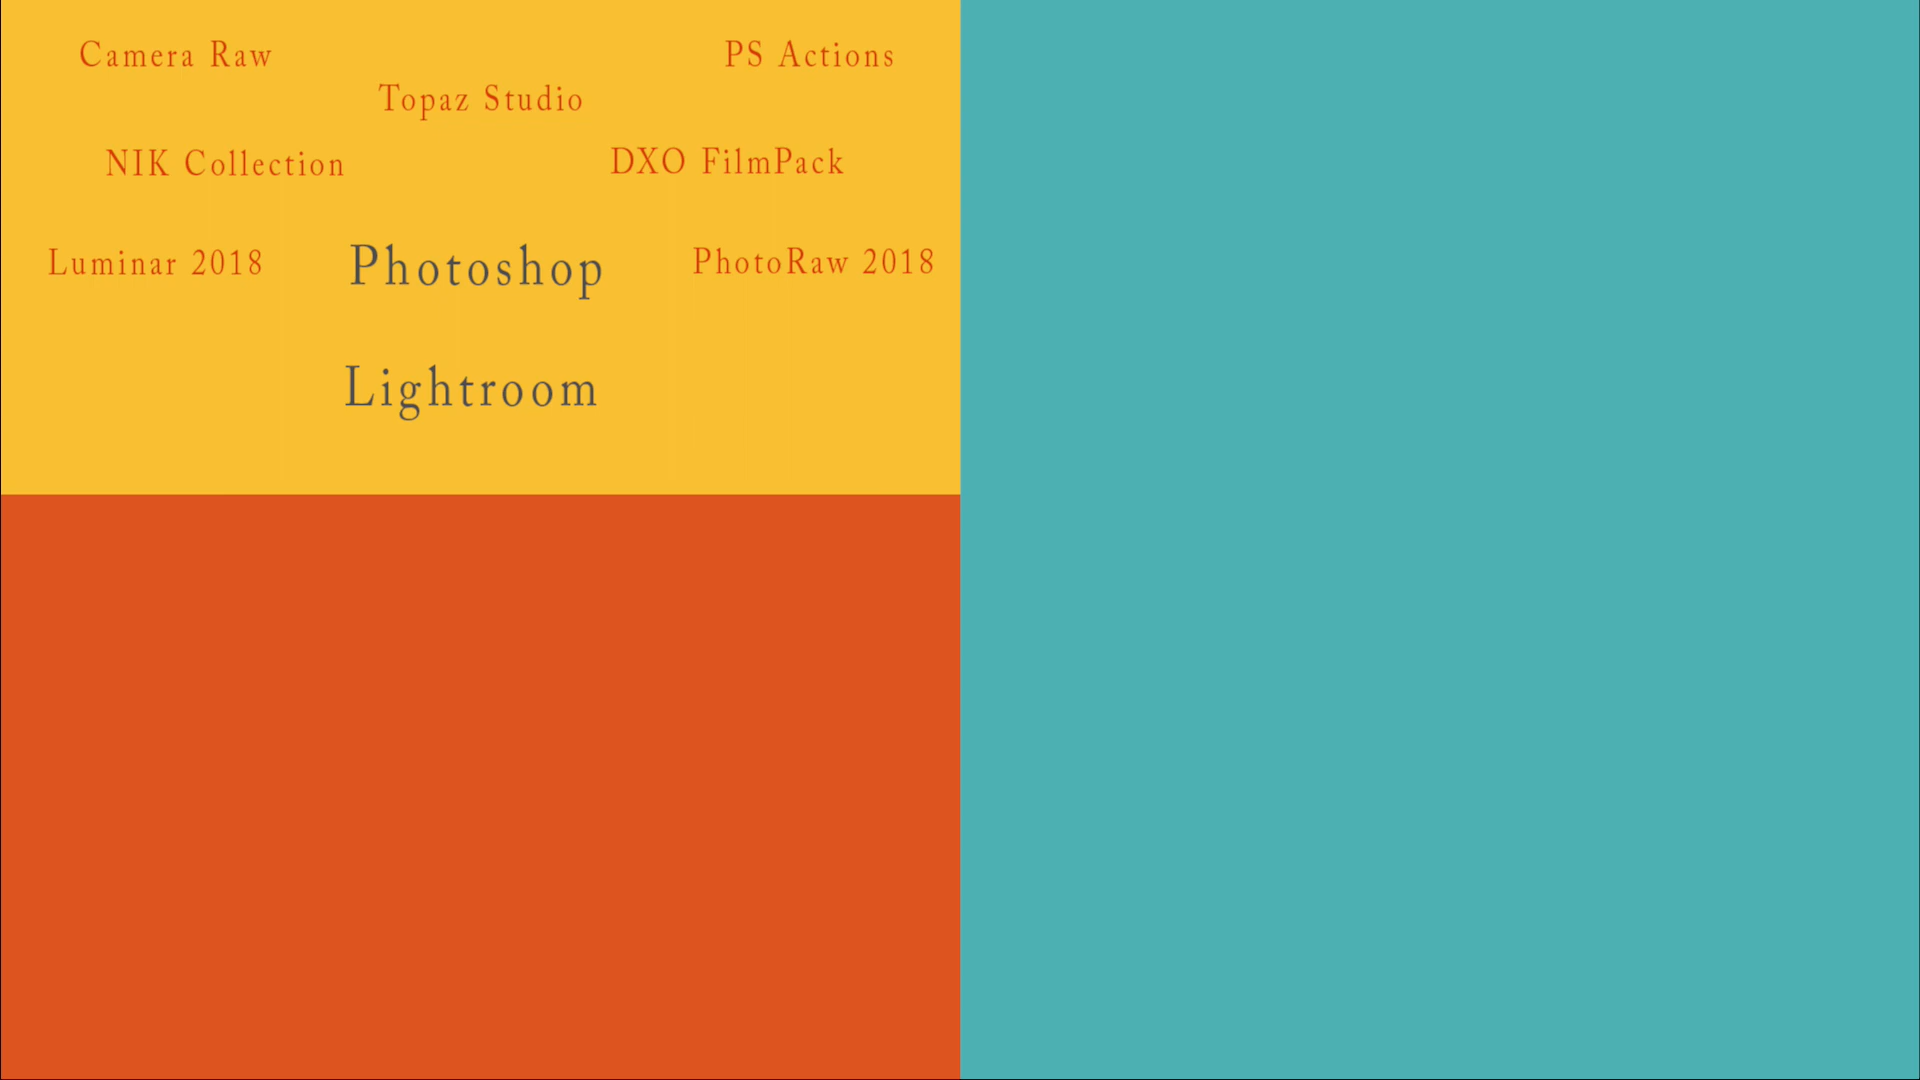 Camera Raw
PS Actions
Topaz Studio
NIK Collection
DXO FilmPack
Luminar 2018
Photoshop
PhotoRaw 2018
Lightroom